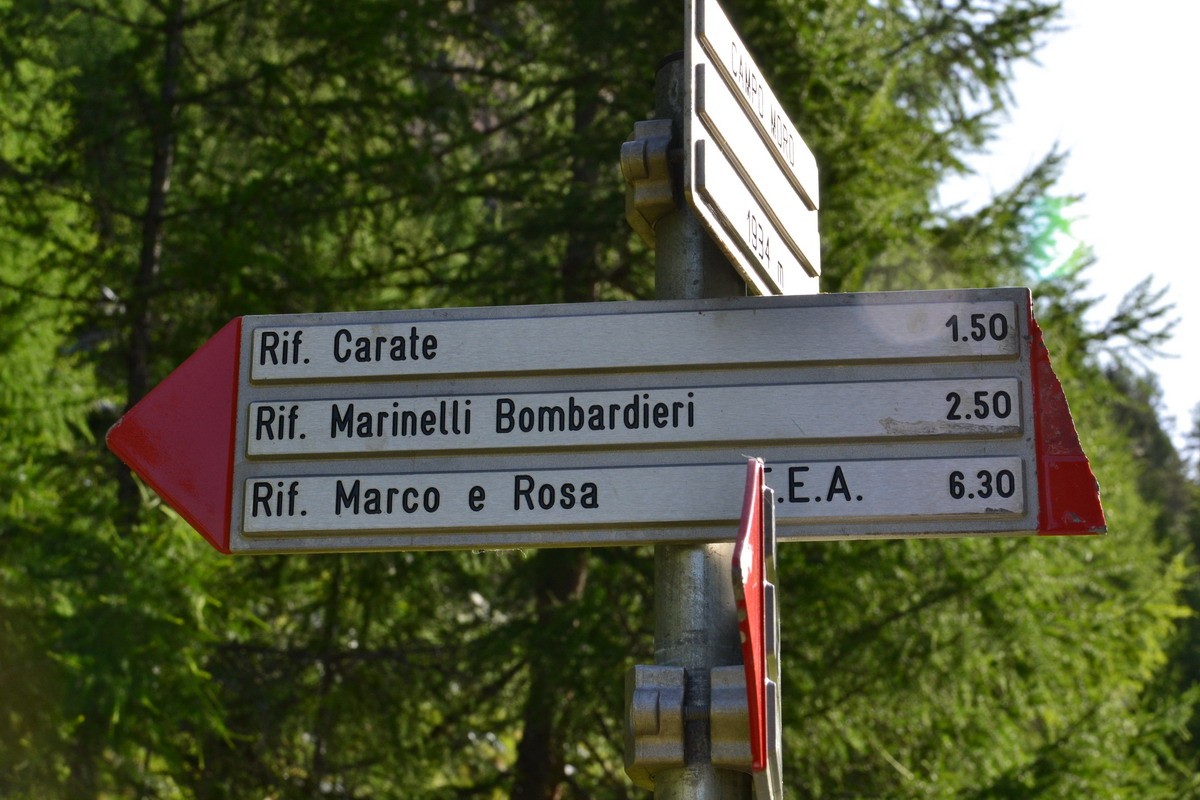 CAMPO MORO
1934 m
Rif. Carate 1.50
Rif. Marinelli Bombardieri 2.50
Rif. Marco e Rosa .E.A. 6.30